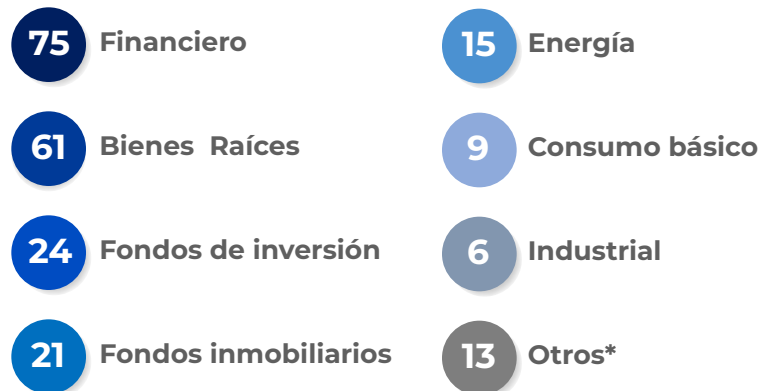 75 Financiero
61 Bienes Raíces
24 Fondos de inversión
21 Fondos inmobiliarios
15 Energía
9 Consumo básico
6 Industrial
13 Otros*